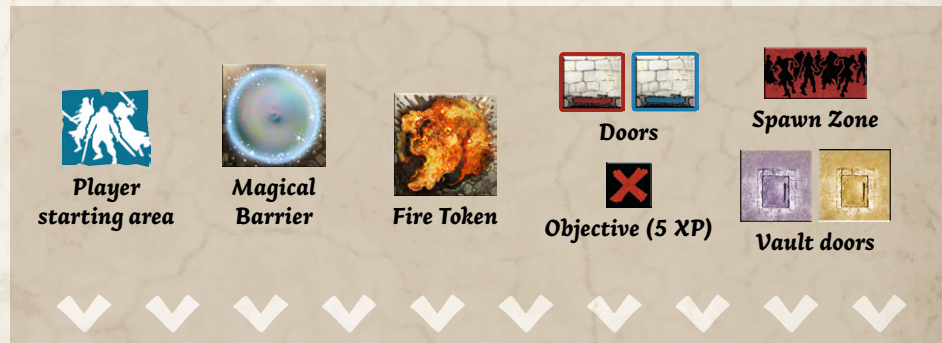 Player
starting area
Magical
Barrier
Fire Token
Doors
Objective (5 XP)
Spawn Zone
Vault doors